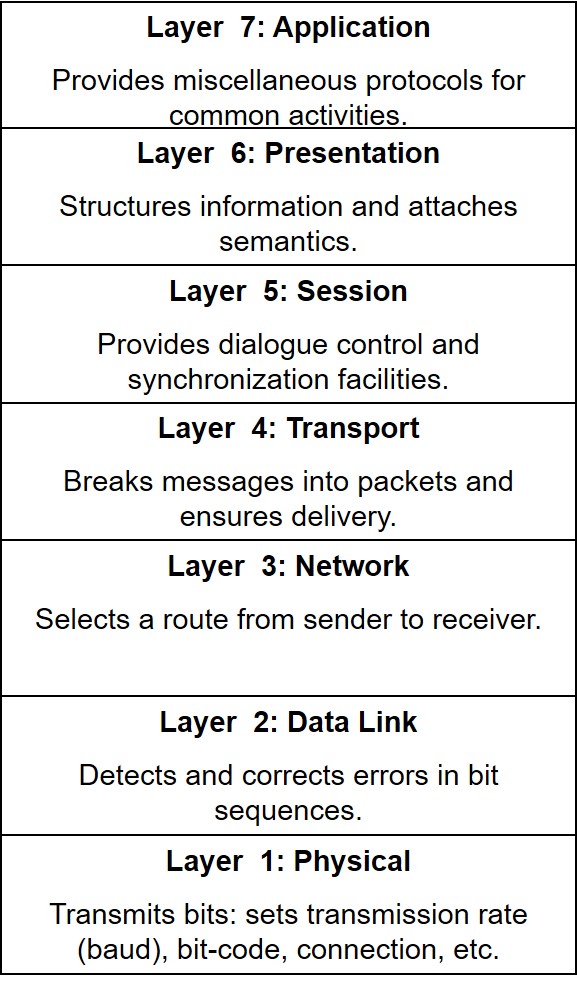 Layer  7: Application
Provides miscellaneous protocols for
common activities.
Layer  6: Presentation
Structures information and attaches
semantics.
Layer  5: Session
Provides dialogue control and
synchronization facilities.
Layer  4: Transport
Breaks messages into packets and
ensures delivery.
Layer  3: Network
Selects a route from sender to receiver.
Layer  2: Data Link
Detects and corrects errors in bit
sequences.
Layer  1: Physical
Transmits bits: sets transmission rate
(baud), bit-code, connection, etc.